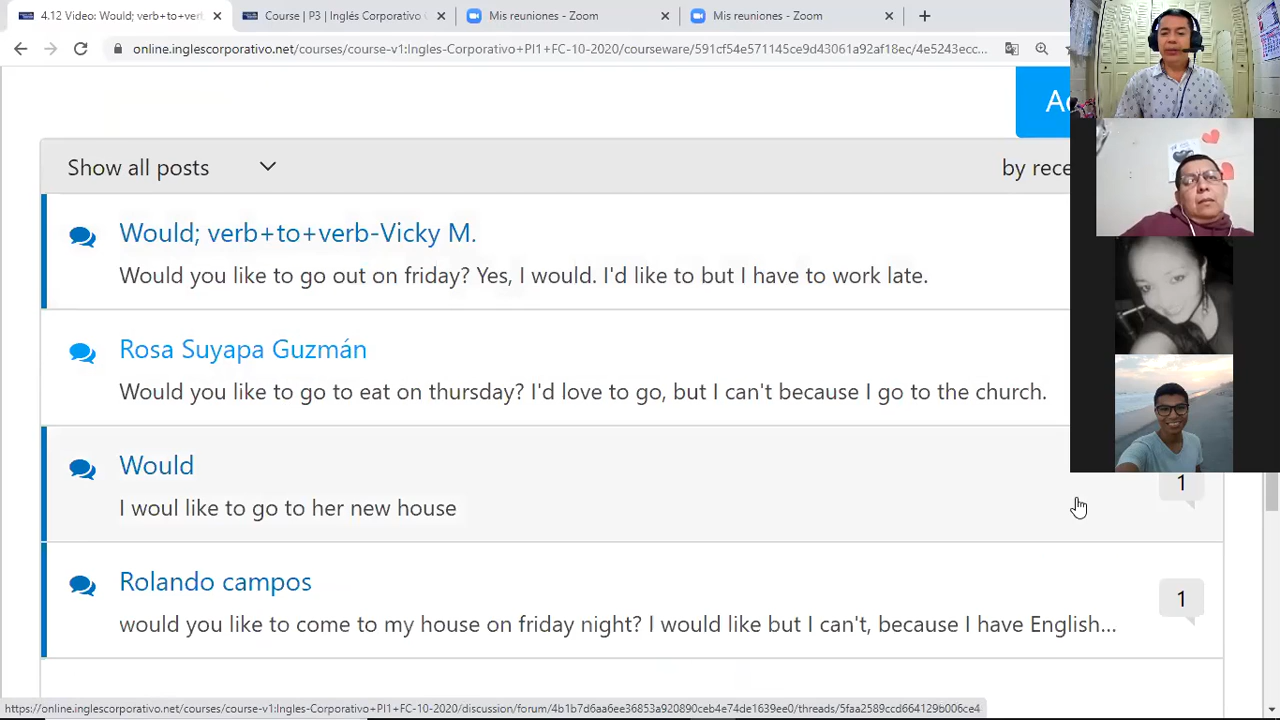 4.12 Video: Would; verb+to+ver
Course | P3 | Inglés Corporativo
Mis reuniones - Zoom
Mis reuniones - Zoom
online.inglescorporativo.net/courses/course-v1:Ingles-Corporativo+PI1+FC-10-2020/courseware/591cf54e571145ce9d43061a92af18ec/4e5243ecc...
Show all posts
by rece
Would; verb+to+verb-Vicky M.
Would you like to go out on friday? Yes, I would. I'd like to but I have to work late.
Rosa Suyapa Guzmán
Would you like to go to eat on thursday? I'd love to go, but I can't because I go to the church.
Would
1
I woul like to go to her new house
Rolando campos
1
would you like to come to my house on friday night? I would like but I can't, because I have English...
https://online.inglescorporativo.net/courses/course-v1:Ingles-Corporativo+PI1+FC-10-2020/discussion/forum/4b1b7d6aa6ee36853a920890ceb4e74de1639ee0/threads/5faa2589ccd664129b006ce4